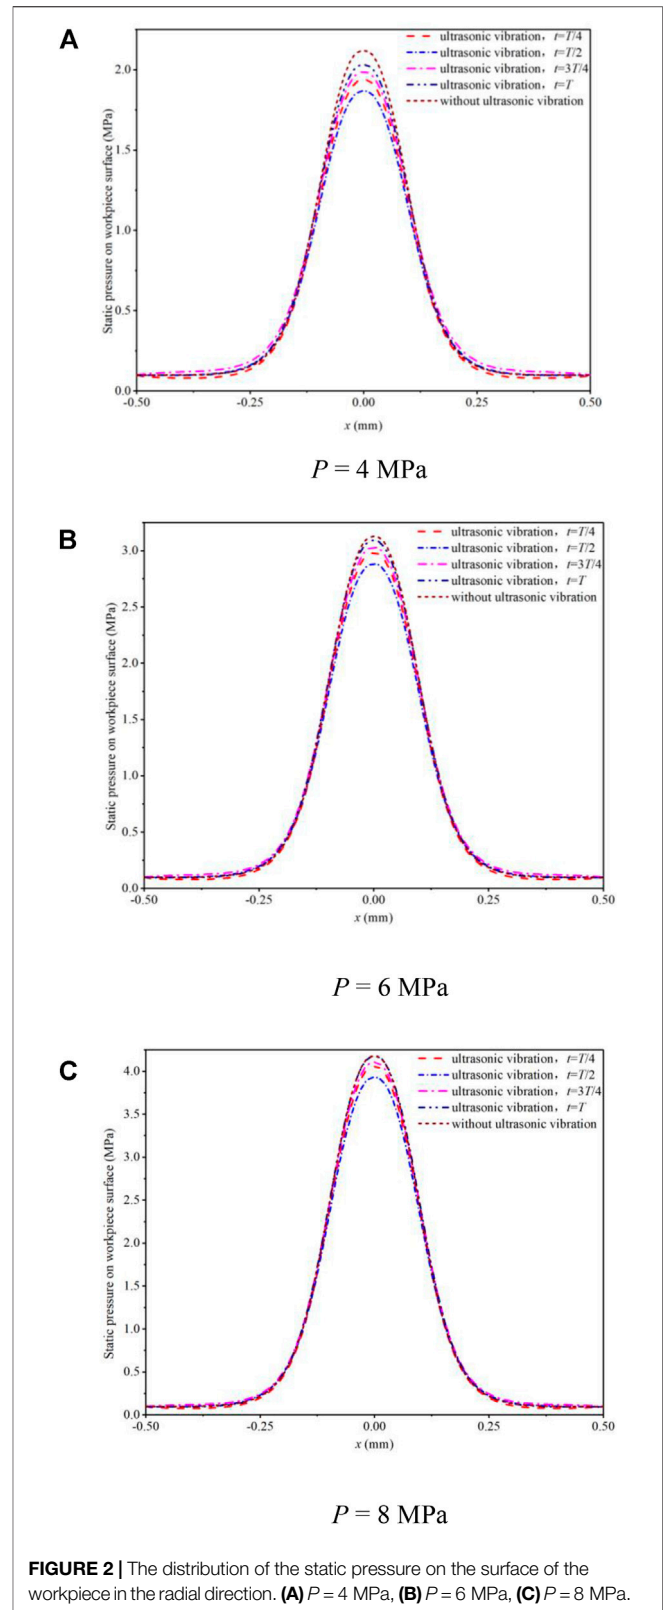 A
ultrasonic vibration, t=T/4
ultrasonic vibration, t=T/2
ultrasonic vibration, t=3T/4
ultrasonic vibration, t=T
without ultrasonic vibration
Static pressure on workpiece surface (MPa)
2.0
1.5
1.0
0.5
0.0
-0.50 -0.25 0.00 0.25 0.50
x (mm)
P = 4 MPa
B
ultrasonic vibration, t=T/4
ultrasonic vibration, t=T/2
ultrasonic vibration, t=3T/4
ultrasonic vibration, t=T
without ultrasonic vibration
Static pressure on workpiece surface (MPa)
3.0
2.5
2.0
1.5
1.0
0.5
0.0
-0.50 -0.25 0.00 0.25 0.50
x (mm)
P = 6 MPa
C
ultrasonic vibration, t=T/4
ultrasonic vibration, t=T/2
ultrasonic vibration, t=3T/4
ultrasonic vibration, t=T
without ultrasonic vibration
Static pressure on workpiece surface (MPa)
4.0
3.5
3.0
2.5
2.0
1.5
1.0
0.5
0.0
-0.50 -0.25 0.00 0.25 0.50
x (mm)
P = 8 MPa
FIGURE 2 | The distribution of the static pressure on the surface of the
workpiece in the radial direction. (A) P = 4 MPa, (B) P = 6 MPa, (C) P = 8 MPa.